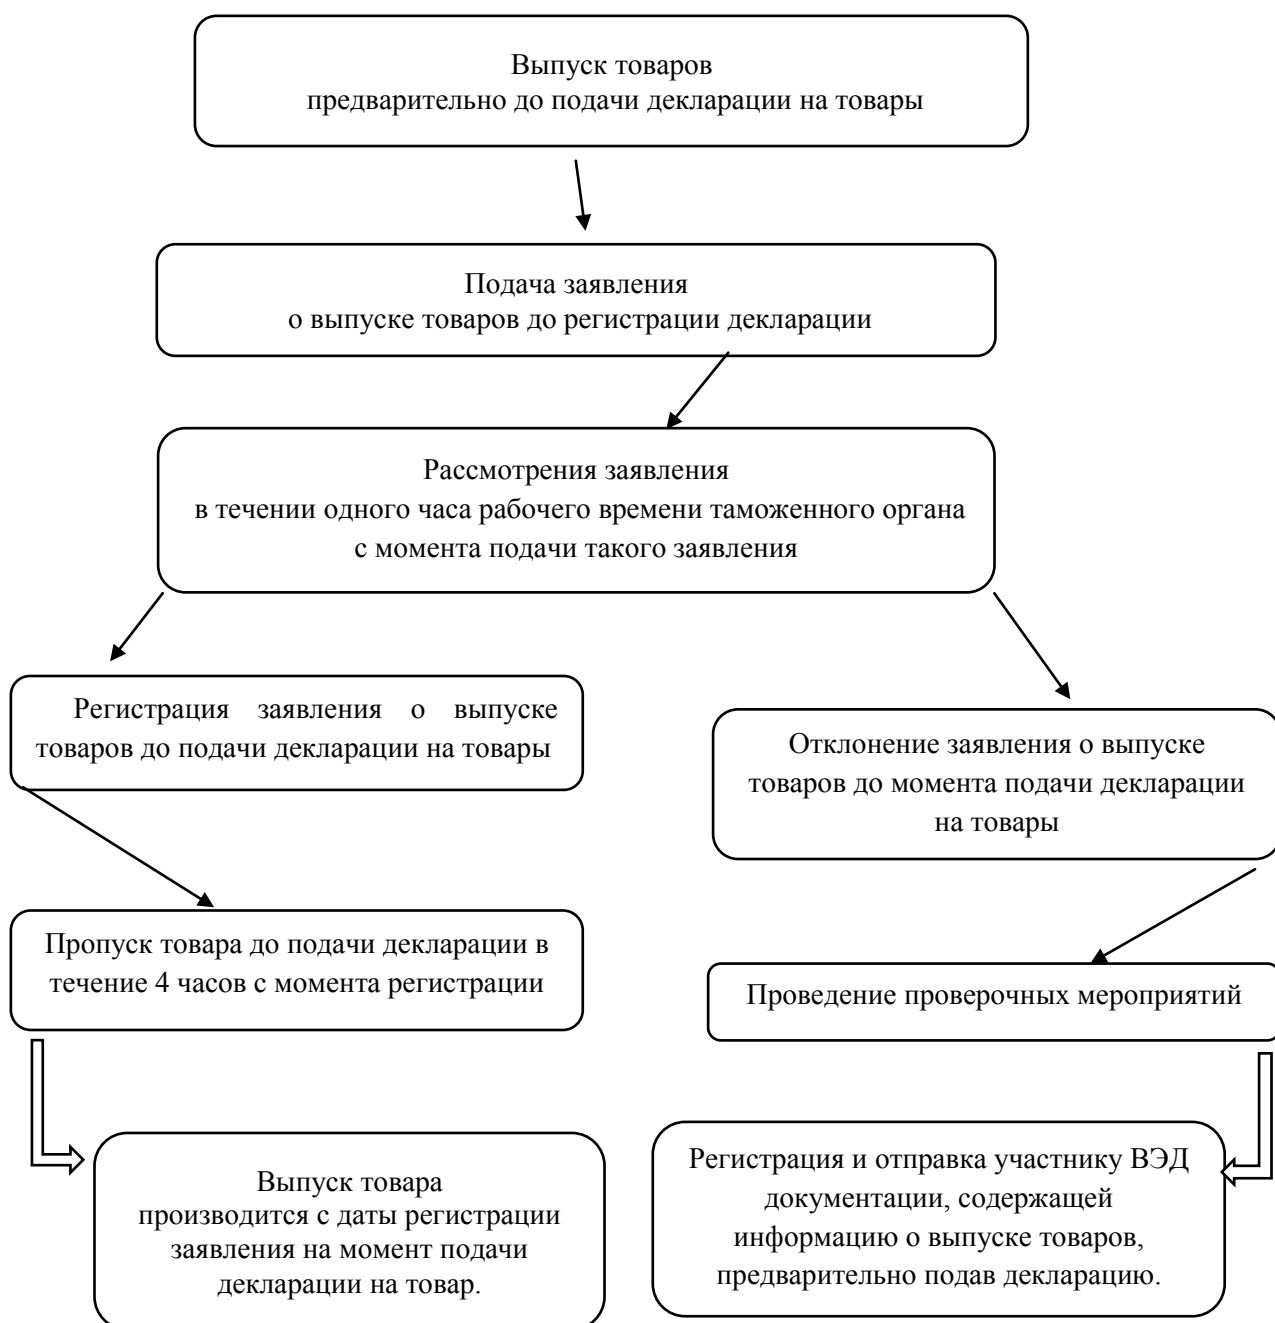 Выпуск товаров
предварительно до подачи декларации на товары
Подача заявления
о выпуске товаров до регистрации декларации
Рассмотрения заявления
в течении одного часа рабочего времени таможенного органа
с момента подачи такого заявления
Регистрация заявления о выпуске
товаров до подачи декларации на товары
Отклонение заявления о выпуске
товаров до момента подачи декларации
на товары
Пропуск товара до подачи декларации в
течение 4 часов с момента регистрации
Проведение проверочных мероприятий
Выпуск товара
производится с даты регистрации
заявления на момент подачи
декларации на товар.
Регистрация и отправка участнику ВЭД
документации, содержащей
информацию о выпуске товаров,
предварительно подав декларацию.